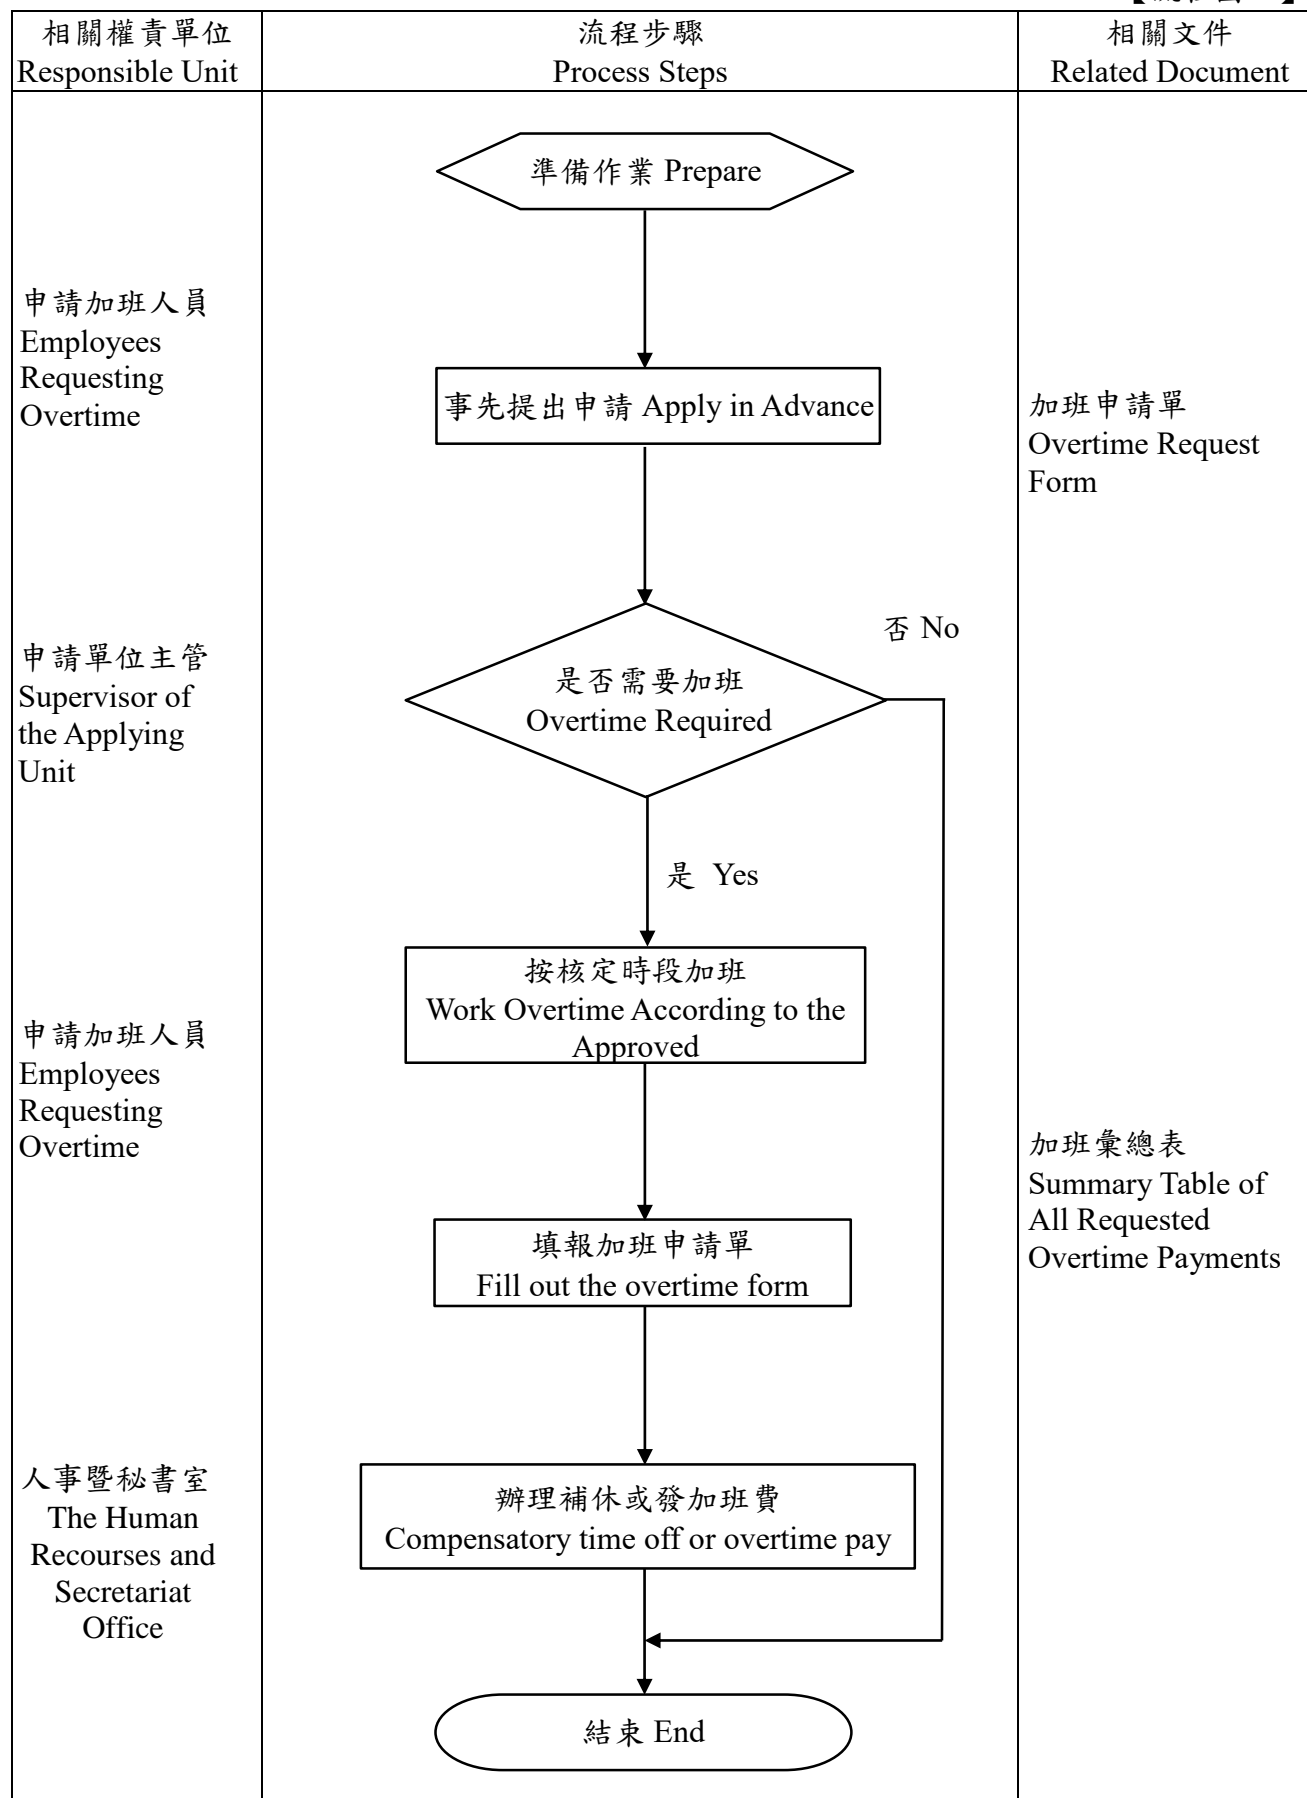 相關權責單位
Responsible Unit
流程步驟
Process Steps
相關文件
Related Document
準備作業 Prepare
申請加班人員
Employees
Requesting
Overtime
事先提出申請 Apply in Advance
加班申請單
Overtime Request
Form
否 No
申請單位主管
Supervisor of
the Applying
Unit
是否需要加班
Overtime Required
是 Yes
按核定時段加班
Work Overtime According to the
Approved
申請加班人員
Employees
Requesting
Overtime
加班彙總表
Summary Table of
All Requested
Overtime Payments
填報加班申請單
Fill out the overtime form
人事暨秘書室
The Human
Recourses and
Secretariat
Office
辦理補休或發加班費
Compensatory time off or overtime pay
結束 End